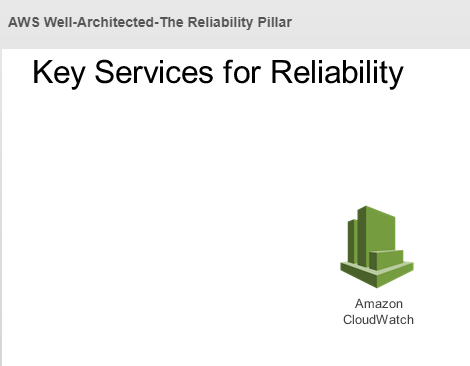 AWS Well-Architected-The Reliability Pillar
Key Services for Reliability
Amazon
CloudWatch